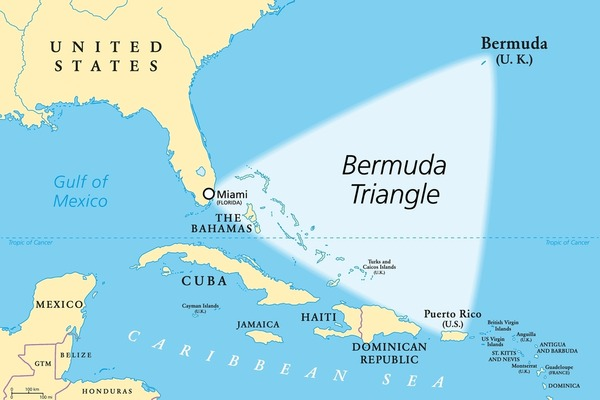 UNITED
STATES
Bermuda
(U. K.)
Bermuda
Triangle
Gulf of
Mexico
Miami
(FLORIDA)
THE
BAHAMAS
Tropic of Cancer
Tropic of Cancer
Turks and
Caicos Islands
(U.K.)
CUBA
MEXICO
Cayman Islands
(U.K.)
HAITI
Puerto Rico
(U.S.)
JAMAICA
British Virgin
Islands
US Virgin
Islands
Anguilla
(U.K.)
DOMINICAN
REPUBLIC
ANTIGUA
AND BARBUDA
ST. KITTS
AND NEVIS
BELIZE
GTM
Montserrat
(U.K.)
Guadeloupe
(FRANCE)
CARIBBEAN SEA
DOMINICA
HONDURAS
0 100 km
0 100 mi